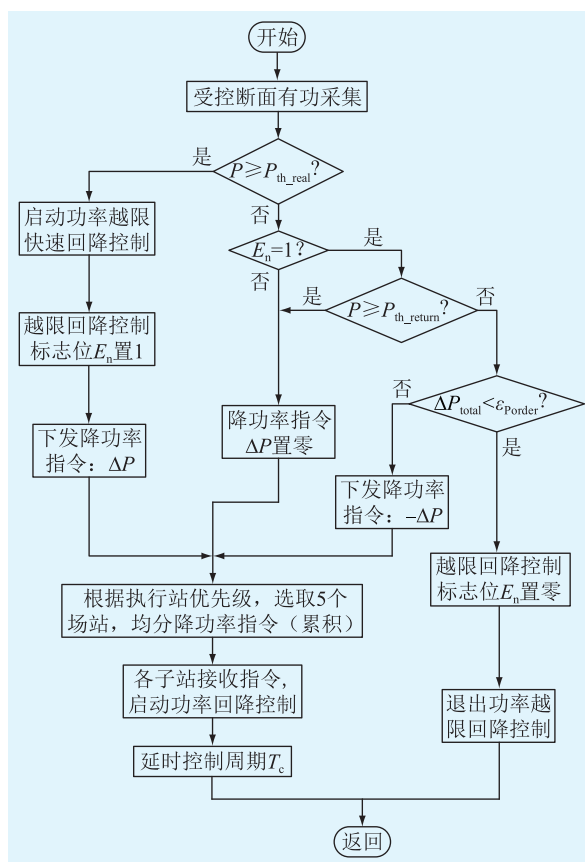 开始
受控断面有功采集
是
P≥Pth_real?
否
启动功率越限
快速回降控制
En=1?
是
否
是
P≥Pth_return?
否
越限回降控制
标志位En置1
否
ΔPtotal<εPorder?
是
下发降功率
指令：ΔP
降功率指令
ΔP置零
下发降功率
指令：-ΔP
越限回降控制
标志位En置零
根据执行站优先级，选取5个
场站，均分降功率指令（累积）
各子站接收指令,
启动功率回降控制
退出功率越
限回降控制
延时控制周期Tc
返回